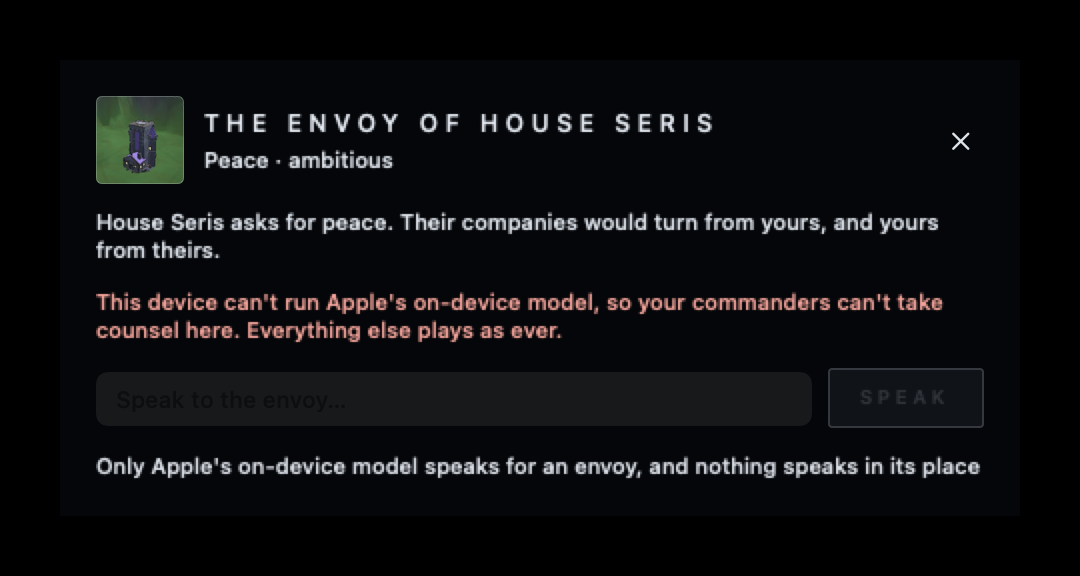 THE ENVOY OF HOUSE SERIS
Peace · ambitious
House Seris asks for peace. Their companies would turn from yours, and yours
from theirs.
This device can't run Apple's on-device model, so your commanders can't take
counsel here. Everything else plays as ever.
Speak to the envoy...
SPEAK
Only Apple's on-device model speaks for an envoy, and nothing speaks in its place